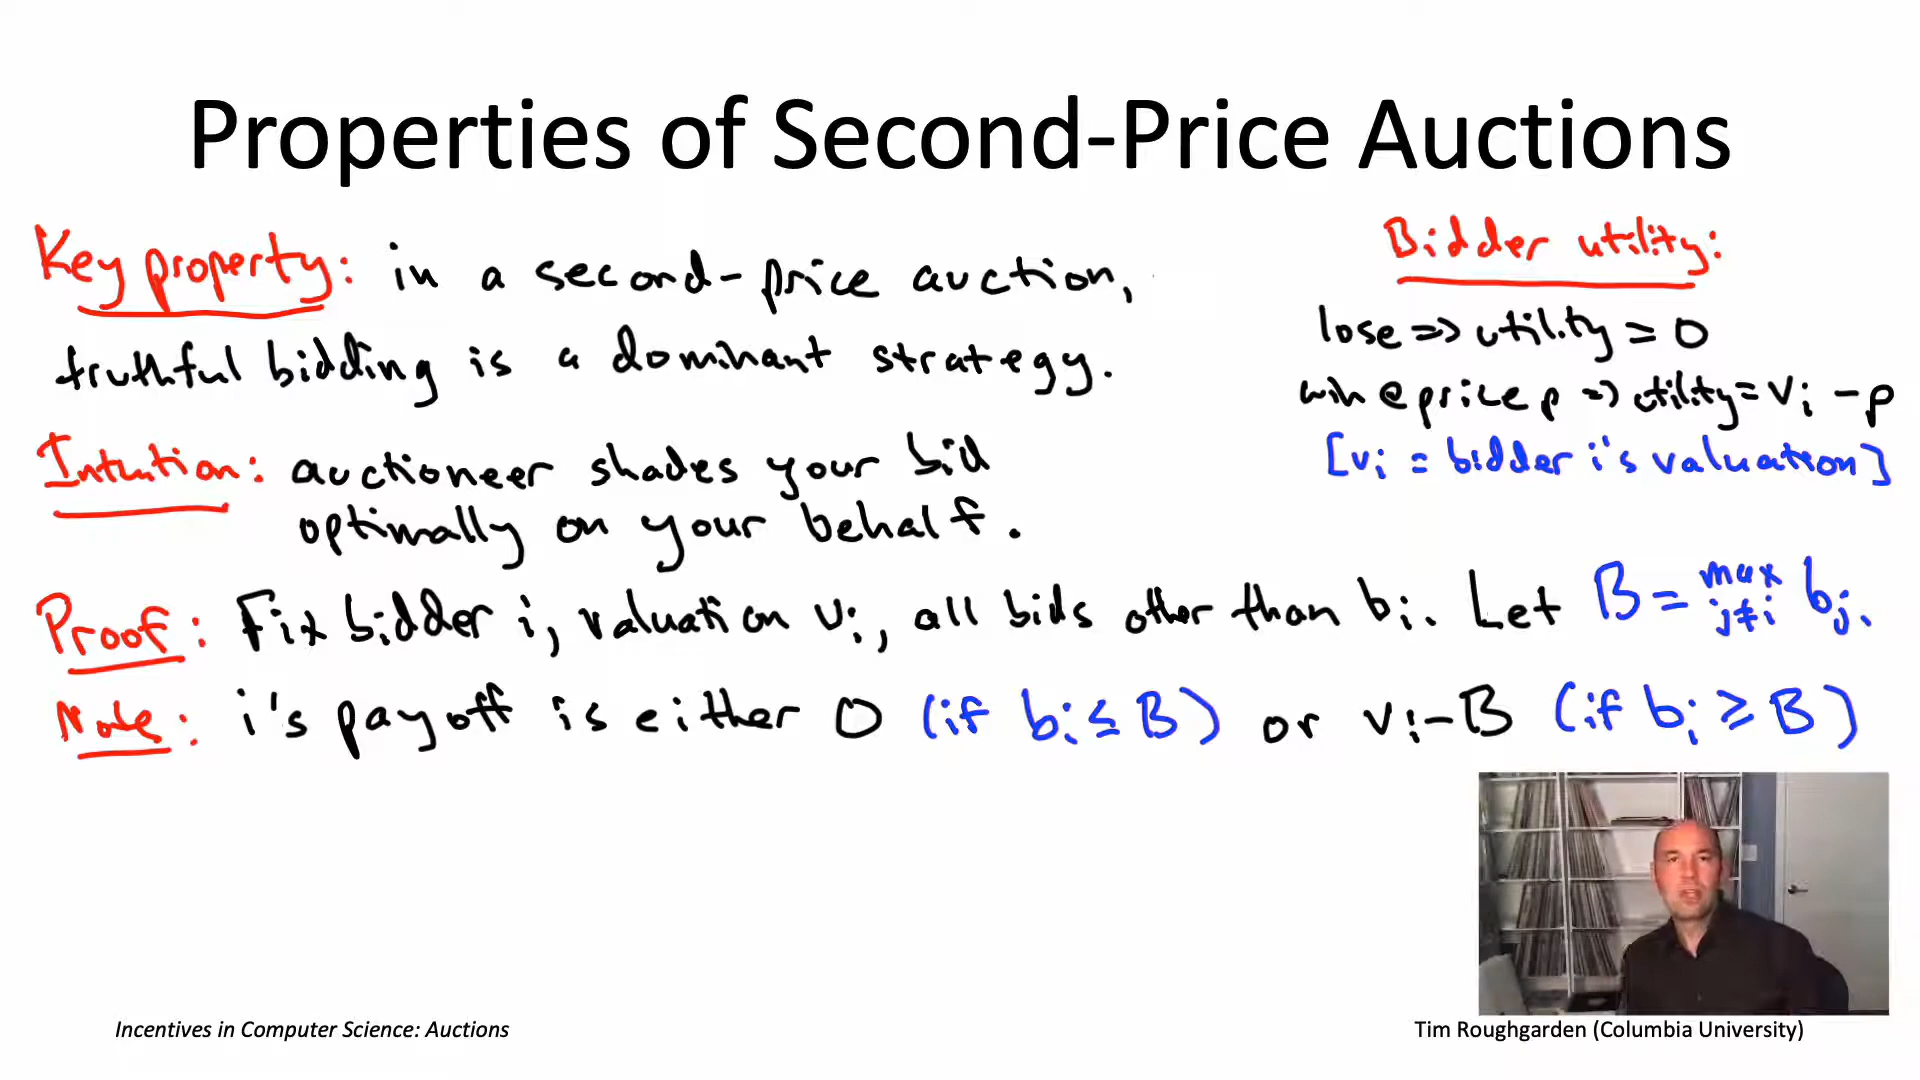 Properties of Second-Price Auctions
Key property: in a second-price auction,
truthful bidding is a dominant strategy.
Intuition: auctioneer shades your bid
optimally on your behalf.
Bidder utility:
lose => utility = 0
win @ price p => utility = vᵢ - p
[vᵢ = bidder i's valuation]
Proof: Fix bidder i, valuation vᵢ, all bids other than bᵢ. Let B = max_{j≠i} bⱼ.
Note: i's payoff is either 0 (if bᵢ ≤ B) or vᵢ-B (if bᵢ ≥ B)
Incentives in Computer Science: Auctions
Tim Roughgarden (Columbia University)